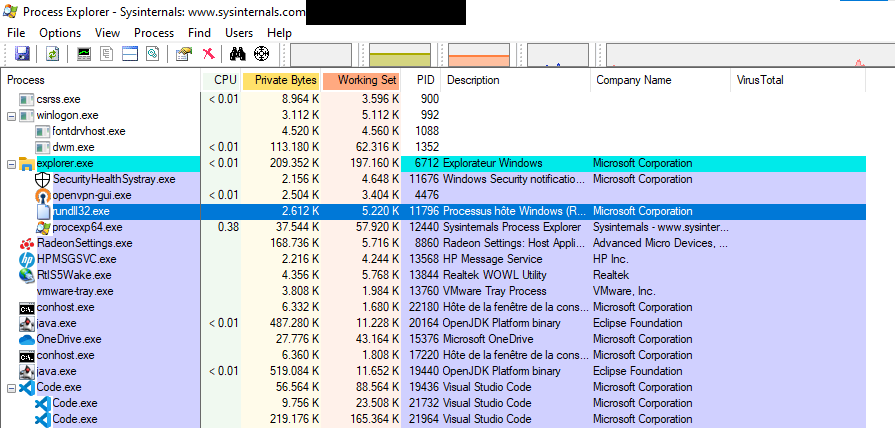 Process Explorer - Sysinternals: www.sysinternals.com
File Options View Process Find Users Help
Process CPU Private Bytes Working Set PID Description Company Name VirusTotal
csrss.exe < 0.01 8.964 K 3.596 K 900
winlogon.exe 3.112 K 5.112 K 992
fontdrvhost.exe 4.520 K 4.560 K 1088
dwm.exe < 0.01 113.180 K 62.316 K 1352
explorer.exe < 0.01 209.352 K 197.160 K 6712 Explorateur Windows Microsoft Corporation
SecurityHealthSystray.exe 2.156 K 4.648 K 11676 Windows Security notificatio... Microsoft Corporation
openvpn-gui.exe < 0.01 2.504 K 3.404 K 4476
rundll32.exe 2.612 K 5.220 K 11796 Processus hôte Windows (R... Microsoft Corporation
procexp64.exe 0.38 37.544 K 57.920 K 12440 Sysinternals Process Explorer Sysinternals - www.sysinter...
RadeonSettings.exe 168.736 K 5.716 K 8860 Radeon Settings: Host Appli... Advanced Micro Devices, ...
HPMSGSVC.exe 2.216 K 4.244 K 13568 HP Message Service HP Inc.
RtlS5Wake.exe 4.356 K 5.768 K 13844 Realtek WOWL Utility Realtek
vmware-tray.exe 3.808 K 1.984 K 13760 VMware Tray Process VMware, Inc.
conhost.exe 6.332 K 1.680 K 22180 Hôte de la fenêtre de la cons... Microsoft Corporation
java.exe < 0.01 487.280 K 11.228 K 20164 OpenJDK Platform binary Eclipse Foundation
OneDrive.exe 27.776 K 43.164 K 15376 Microsoft OneDrive Microsoft Corporation
conhost.exe 6.360 K 1.808 K 17220 Hôte de la fenêtre de la cons... Microsoft Corporation
java.exe < 0.01 519.084 K 11.652 K 19440 OpenJDK Platform binary Eclipse Foundation
Code.exe 56.564 K 88.564 K 19436 Visual Studio Code Microsoft Corporation
Code.exe 9.756 K 23.508 K 21732 Visual Studio Code Microsoft Corporation
Code.exe 219.176 K 165.364 K 21964 Visual Studio Code Microsoft Corporation